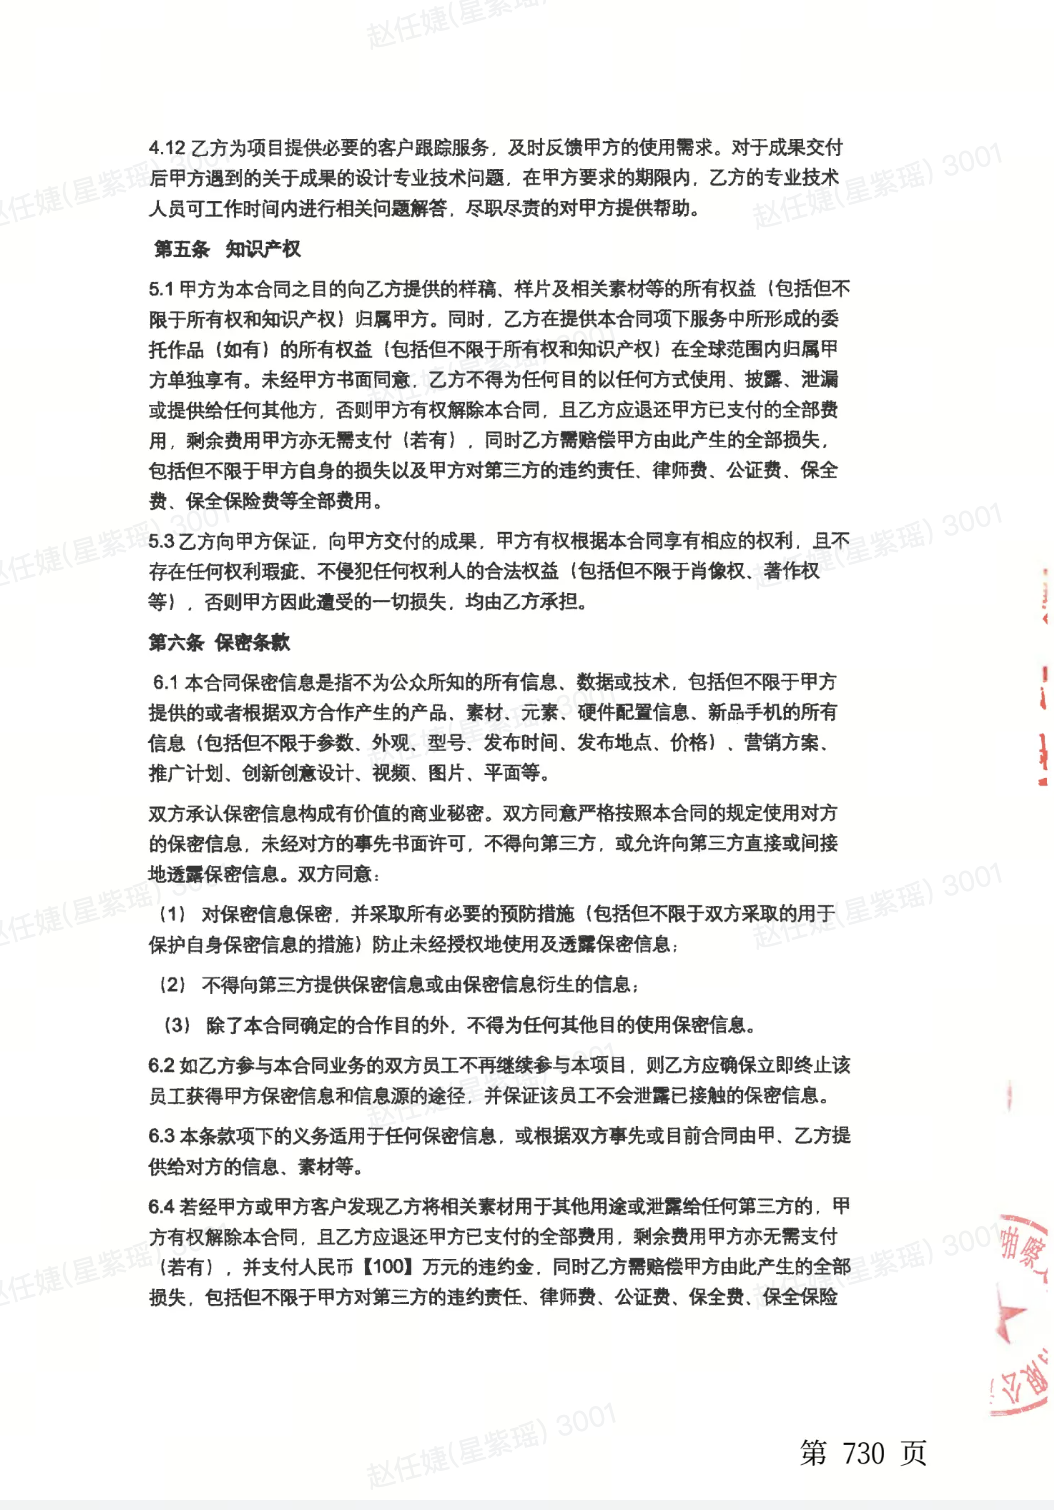 赵任婕(星紫瑶)
4.12 乙方为项目提供必要的客户跟踪服务，及时反馈甲方的使用需求。对于成果交付
后甲方遇到的关于成果的设计专业技术问题，在甲方要求的期限内，乙方的专业技术
人员可工作时间内进行相关问题解答，尽职尽责的对甲方提供帮助。
赵任婕(星紫瑶) 3001
第五条 知识产权
5.1 甲方为本合同之目的向乙方提供的样稿、样片及相关素材等的所有权益（包括但不
限于所有权和知识产权）归属甲方。同时，乙方在提供本合同项下服务中所形成的委
托作品（如有）的所有权益（包括但不限于所有权和知识产权）在全球范围内归属甲
方单独享有。未经甲方书面同意，乙方不得为任何目的以任何方式使用、披露、泄漏
或提供给任何其他方，否则甲方有权解除本合同，且乙方应退还甲方已支付的全部费
用，剩余费用甲方亦无需支付（若有），同时乙方需赔偿甲方由此产生的全部损失，
包括但不限于甲方自身的损失以及甲方对第三方的违约责任、律师费、公证费、保全
费、保全保险费等全部费用。
5.3 乙方向甲方保证，向甲方交付的成果，甲方有权根据本合同享有相应的权利，且不
存在任何权利瑕疵、不侵犯任何权利人的合法权益（包括但不限于肖像权、著作权
等），否则甲方因此遭受的一切损失，均由乙方承担。
第六条 保密条款
6.1 本合同保密信息是指不为公众所知的所有信息、数据或技术，包括但不限于甲方
提供的或者根据双方合作产生的产品、素材、元素、硬件配置信息、新品手机的所有
信息（包括但不限于参数、外观、型号、发布时间、发布地点、价格）、营销方案、
推广计划、创新创意设计、视频、图片、平面等。
双方承认保密信息构成有价值的商业秘密。双方同意严格按照本合同的规定使用对方
的保密信息，未经对方的事先书面许可，不得向第三方，或允许向第三方直接或间接
地透露保密信息。双方同意：
（1） 对保密信息保密，并采取所有必要的预防措施（包括但不限于双方采取的用于
保护自身保密信息的措施）防止未经授权地使用及透露保密信息；
（2） 不得向第三方提供保密信息或由保密信息衍生的信息；
（3） 除了本合同确定的合作目的外，不得为任何其他目的使用保密信息。
6.2 如乙方参与本合同业务的双方员工不再继续参与本项目，则乙方应确保立即终止该
员工获得甲方保密信息和信息源的途径，并保证该员工不会泄露已接触的保密信息。
6.3 本条款项下的义务适用于任何保密信息，或根据双方事先或目前合同由甲、乙方提
供给对方的信息、素材等。
6.4 若经甲方或甲方客户发现乙方将相关素材用于其他用途或泄露给任何第三方的，甲
方有权解除本合同，且乙方应退还甲方已支付的全部费用，剩余费用甲方亦无需支付
（若有），并支付人民币【100】万元的违约金，同时乙方需赔偿甲方由此产生的全部
损失，包括但不限于甲方对第三方的违约责任、律师费、公证费、保全费、保全保险
赵任婕(星紫瑶) 3001
第 730 页